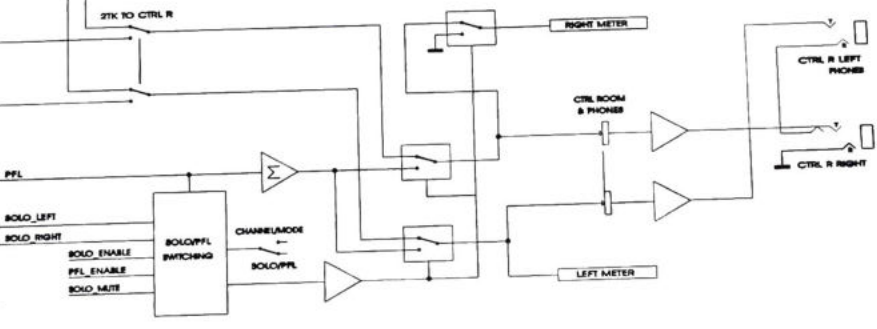 2TK TO CTRL R
RIGHT METER
CTRL R LEFT
PHONES
CTRL ROOM
& PHONES
T
R
T
R
CTRL R RIGHT
PFL
Σ
SOLO_LEFT
SOLO_RIGHT
SOLO_ENABLE
PFL_ENABLE
SOLO_MUTE
SOLO/PFL
SWITCHING
CHANNEL/MODE
SOLO/PFL
LEFT METER